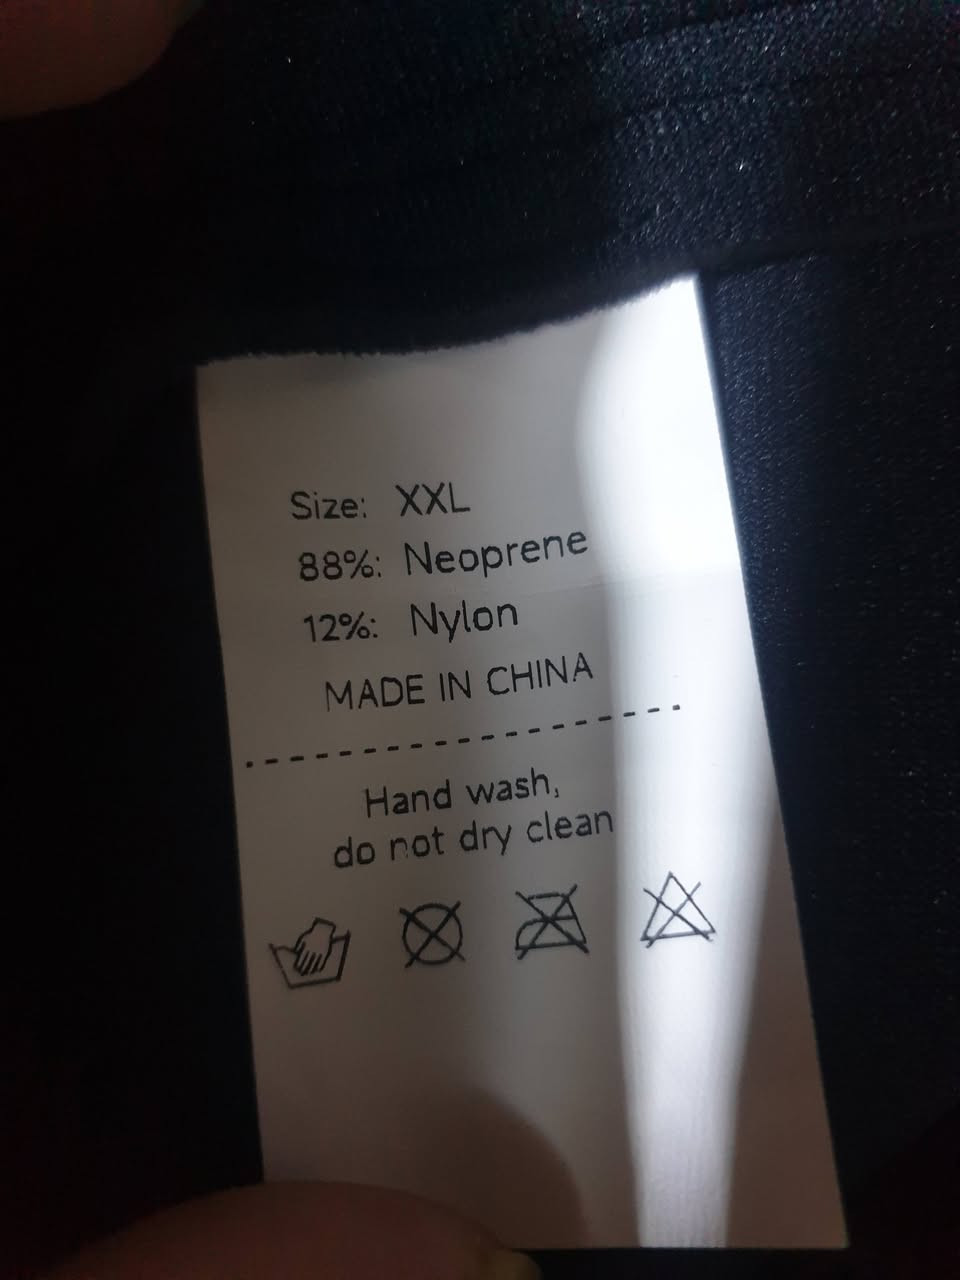 Size: XXL
88%: Neoprene
12%: Nylon
MADE IN CHINA
Hand wash,
do not dry clean